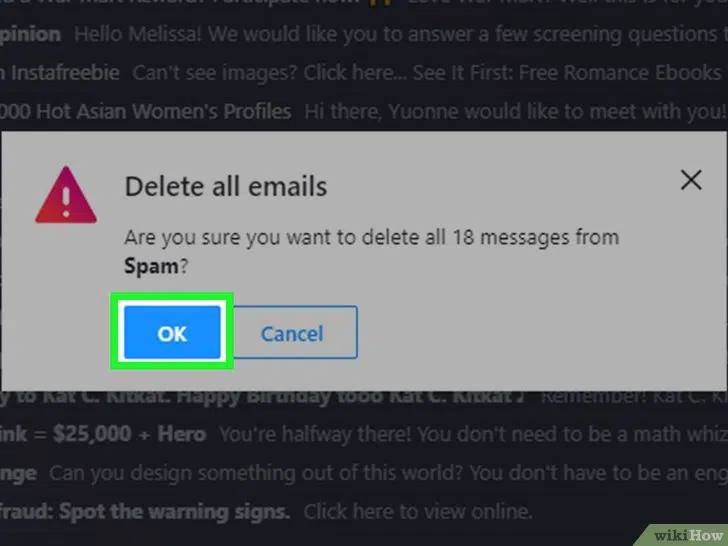 pinion Hello Melissa! We would like you to answer a few screening questions t
n Instafreebie Can't see images? Click here... See It First: Free Romance Ebooks
000 Hot Asian Women's Profiles Hi there, Yuonne would like to meet with you!
Delete all emails
Are you sure you want to delete all 18 messages from
Spam?
OK Cancel
y to Kat C. Kitkat. Happy Birthday tooo Kat C. Kitkat Remember! Kat C. Ki
ink = $25,000 + Hero You're halfway there! You don't need to be a math whiz
nge Can you design something out of this world? You don't have to be an eng
fraud: Spot the warning signs. Click here to view online.
wikiHow